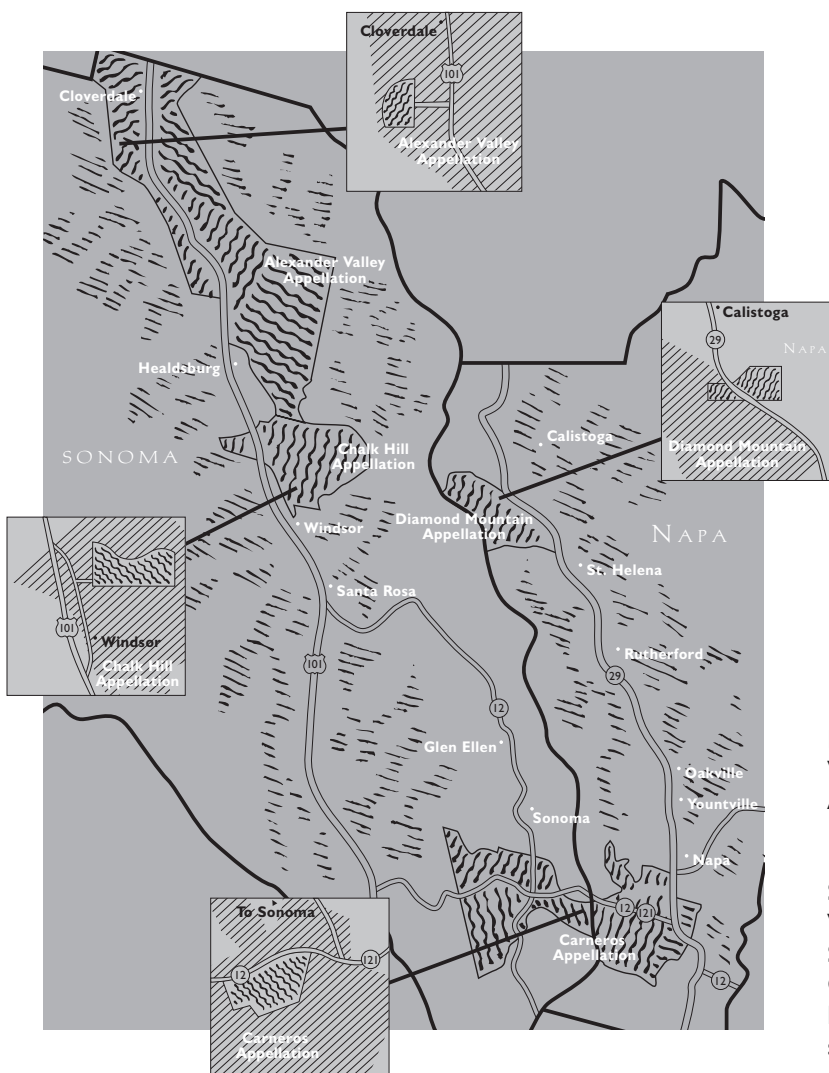 Cloverdale
101
Alexander Valley
Appellation
Cloverdale
Alexander Valley
Appellation
Calistoga
29
NAPA
Diamond Mountain
Appellation
Healdsburg
Calistoga
SONOMA
Chalk Hill
Appellation
Diamond Mountain
Appellation
Windsor
NAPA
St. Helena
Santa Rosa
101
Windsor
Chalk Hill
Appellation
101
Rutherford
29
12
Glen Ellen
Oakville
Yountville
Sonoma
Napa
To Sonoma
12
121
12
121
Carneros
Appellation
12
Carneros
Appellation